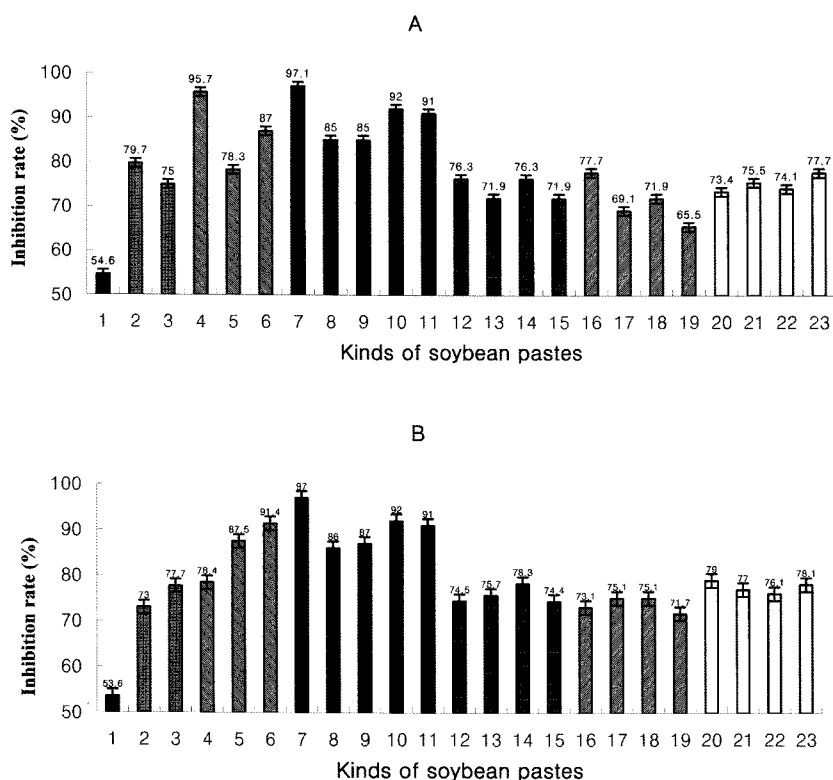 A
Inhibition rate (%)
100
90
80
70
60
50
54.6 79.7 75 95.7 78.3 87 97.1 85 85 92 91 76.3 71.9 76.3 71.9 77.7 69.1 71.9 65.5 73.4 75.5 74.1 77.7
1 2 3 4 5 6 7 8 9 10 11 12 13 14 15 16 17 18 19 20 21 22 23
Kinds of soybean pastes
B
Inhibition rate (%)
100
90
80
70
60
50
53.6 73 77.7 78.4 87.5 91.4 97 86 87 92 91 74.5 75.7 78.3 74.4 73.1 75.1 75.1 71.7 79 77 76.1 78.1
1 2 3 4 5 6 7 8 9 10 11 12 13 14 15 16 17 18 19 20 21 22 23
Kinds of soybean pastes